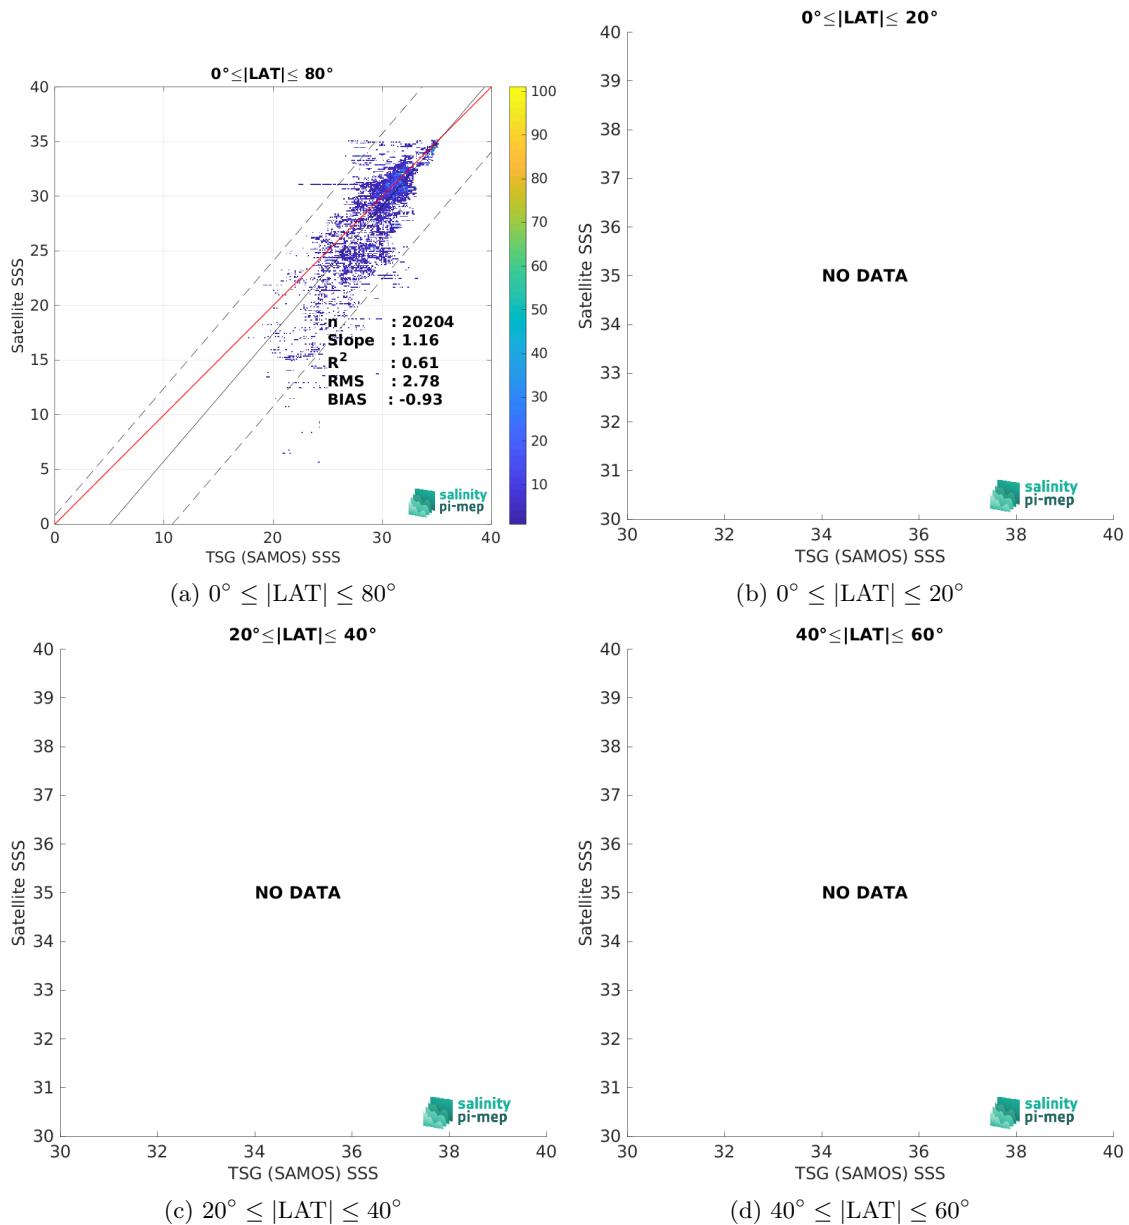 0°≤|LAT|≤ 80°
40
35
30
25
20
15
10
5
0
Satellite SSS
0 10 20 30 40
TSG (SAMOS) SSS
n : 20204
Slope : 1.16
R² : 0.61
RMS : 2.78
BIAS : -0.93
salinity
pi-mep
100
90
80
70
60
50
40
30
20
10
(a) 0° ≤ |LAT| ≤ 80°
0°≤|LAT|≤ 20°
40
39
38
37
36
35
34
33
32
31
30
Satellite SSS
NO DATA
salinity
pi-mep
30 32 34 36 38 40
TSG (SAMOS) SSS
(b) 0° ≤ |LAT| ≤ 20°
20°≤|LAT|≤ 40°
40
39
38
37
36
35
34
33
32
31
30
Satellite SSS
NO DATA
salinity
pi-mep
30 32 34 36 38 40
TSG (SAMOS) SSS
(c) 20° ≤ |LAT| ≤ 40°
40°≤|LAT|≤ 60°
40
39
38
37
36
35
34
33
32
31
30
Satellite SSS
NO DATA
salinity
pi-mep
30 32 34 36 38 40
TSG (SAMOS) SSS
(d) 40° ≤ |LAT| ≤ 60°